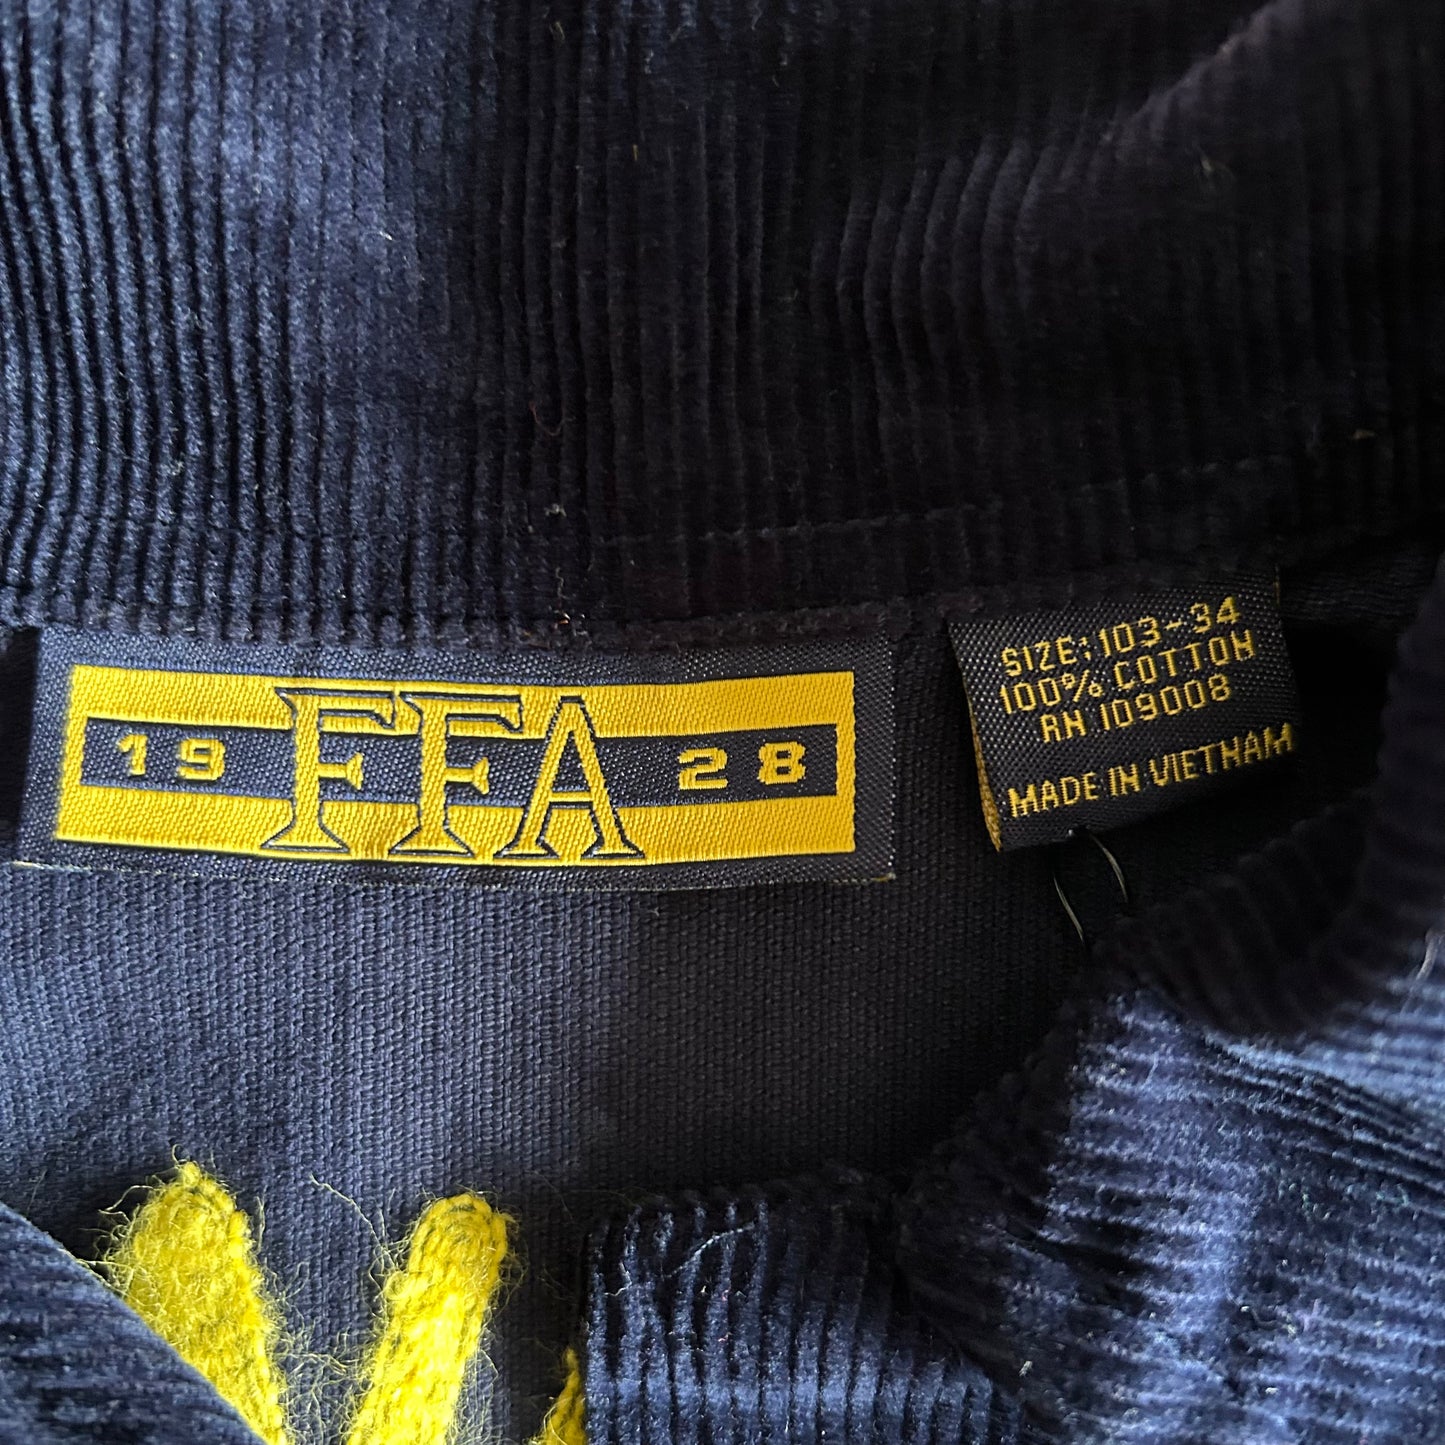 19 FFA 28
SIZE:103-34
100% COTTON
RN 109008
MADE IN VIETNAM